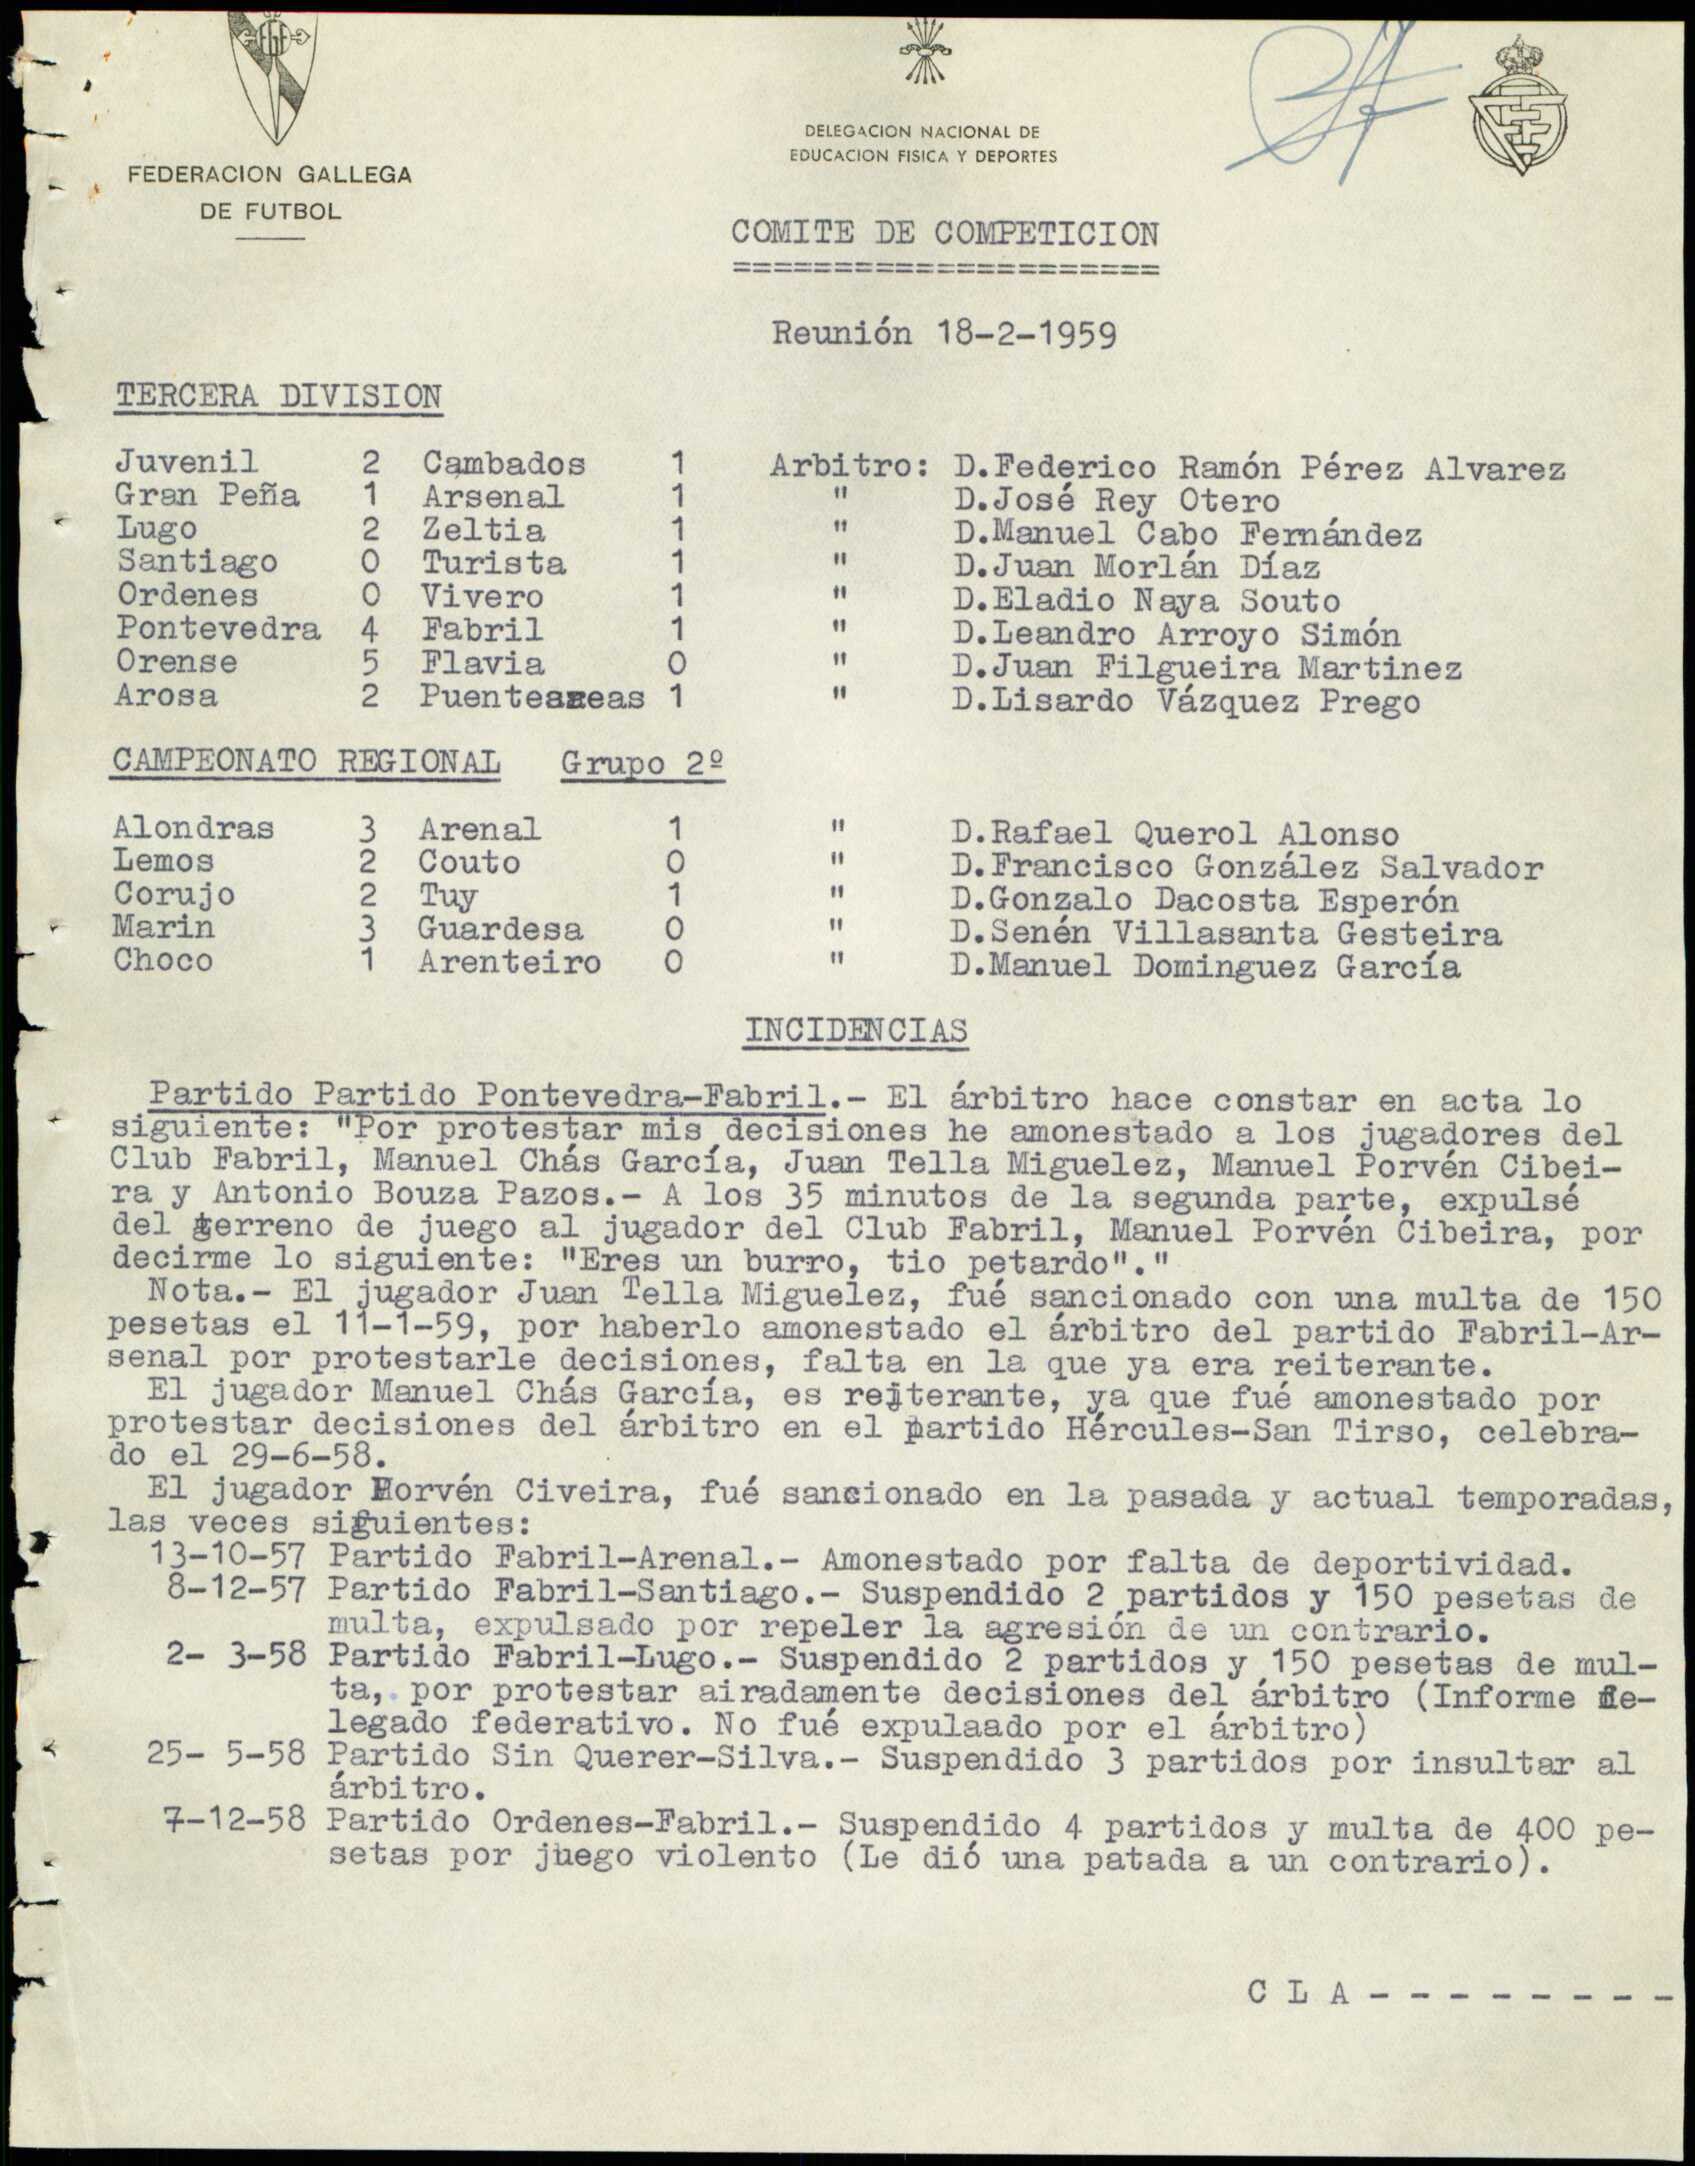 FGF
FEDERACION GALLEGA
DE FUTBOL
DELEGACION NACIONAL DE
EDUCACION FISICA Y DEPORTES
COMITE DE COMPETICION
=====================
Reunión 18-2-1959
TERCERA DIVISION
Juvenil 2 Cambados 1 Arbitro: D.Federico Ramón Pérez Alvarez
Gran Peña 1 Arsenal 1 " D.José Rey Otero
Lugo 2 Zeltia 1 " D.Manuel Cabo Fernández
Santiago 0 Turista 1 " D.Juan Morlán Díaz
Ordenes 0 Vivero 1 " D.Eladio Naya Souto
Pontevedra 4 Fabril 1 " D.Leandro Arroyo Simón
Orense 5 Flavia 0 " D.Juan Filgueira Martinez
Arosa 2 Puenteareas 1 " D.Lisardo Vázquez Prego
CAMPEONATO REGIONAL Grupo 2º
Alondras 3 Arenal 1 " D.Rafael Querol Alonso
Lemos 2 Couto 0 " D.Francisco González Salvador
Corujo 2 Tuy 1 " D.Gonzalo Dacosta Esperón
Marin 3 Guardesa 0 " D.Senén Villasanta Gesteira
Choco 1 Arenteiro 0 " D.Manuel Dominguez García
INCIDENCIAS
Partido Partido Pontevedra-Fabril.- El árbitro hace constar en acta lo
siguiente: "Por protestar mis decisiones he amonestado a los jugadores del
Club Fabril, Manuel Chás García, Juan Tella Miguelez, Manuel Porvén Cibei-
ra y Antonio Bouza Pazos.- A los 35 minutos de la segunda parte, expulsé
del terreno de juego al jugador del Club Fabril, Manuel Porvén Cibeira, por
decirme lo siguiente: "Eres un burro, tio petardo"."
Nota.- El jugador Juan Tella Miguelez, fué sancionado con una multa de 150
pesetas el 11-1-59, por haberlo amonestado el árbitro del partido Fabril-Ar-
senal por protestarle decisiones, falta en la que ya era reiterante.
El jugador Manuel Chás García, es reiterante, ya que fué amonestado por
protestar decisiones del árbitro en el partido Hércules-San Tirso, celebra-
do el 29-6-58.
El jugador Porvén Civeira, fué sancionado en la pasada y actual temporadas,
las veces siguientes:
13-10-57 Partido Fabril-Arenal.- Amonestado por falta de deportividad.
8-12-57 Partido Fabril-Santiago.- Suspendido 2 partidos y 150 pesetas de
multa, expulsado por repeler la agresión de un contrario.
2- 3-58 Partido Fabril-Lugo.- Suspendido 2 partidos y 150 pesetas de mul-
ta, por protestar airadamente decisiones del árbitro (Informe de-
legado federativo. No fué expulaado por el árbitro)
25- 5-58 Partido Sin Querer-Silva.- Suspendido 3 partidos por insultar al
árbitro.
7-12-58 Partido Ordenes-Fabril.- Suspendido 4 partidos y multa de 400 pe-
setas por juego violento (Le dió una patada a un contrario).
C L A - - - - - - - -